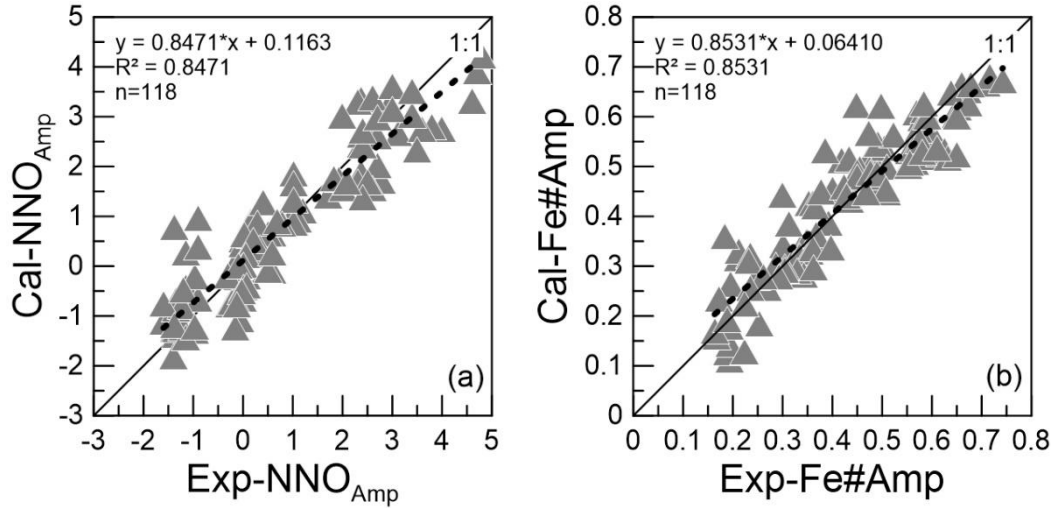 y = 0.8471*x + 0.1163
R² = 0.8471
n=118
1:1
5
4
3
2
1
0
-1
-2
-3
Cal-NNOAmp
(a)
-3 -2 -1 0 1 2 3 4 5
Exp-NNOAmp
y = 0.8531*x + 0.06410
R² = 0.8531
n=118
1:1
0.8
0.7
0.6
0.5
0.4
0.3
0.2
0.1
0
Cal-Fe#Amp
(b)
0 0.1 0.2 0.3 0.4 0.5 0.6 0.7 0.8
Exp-Fe#Amp